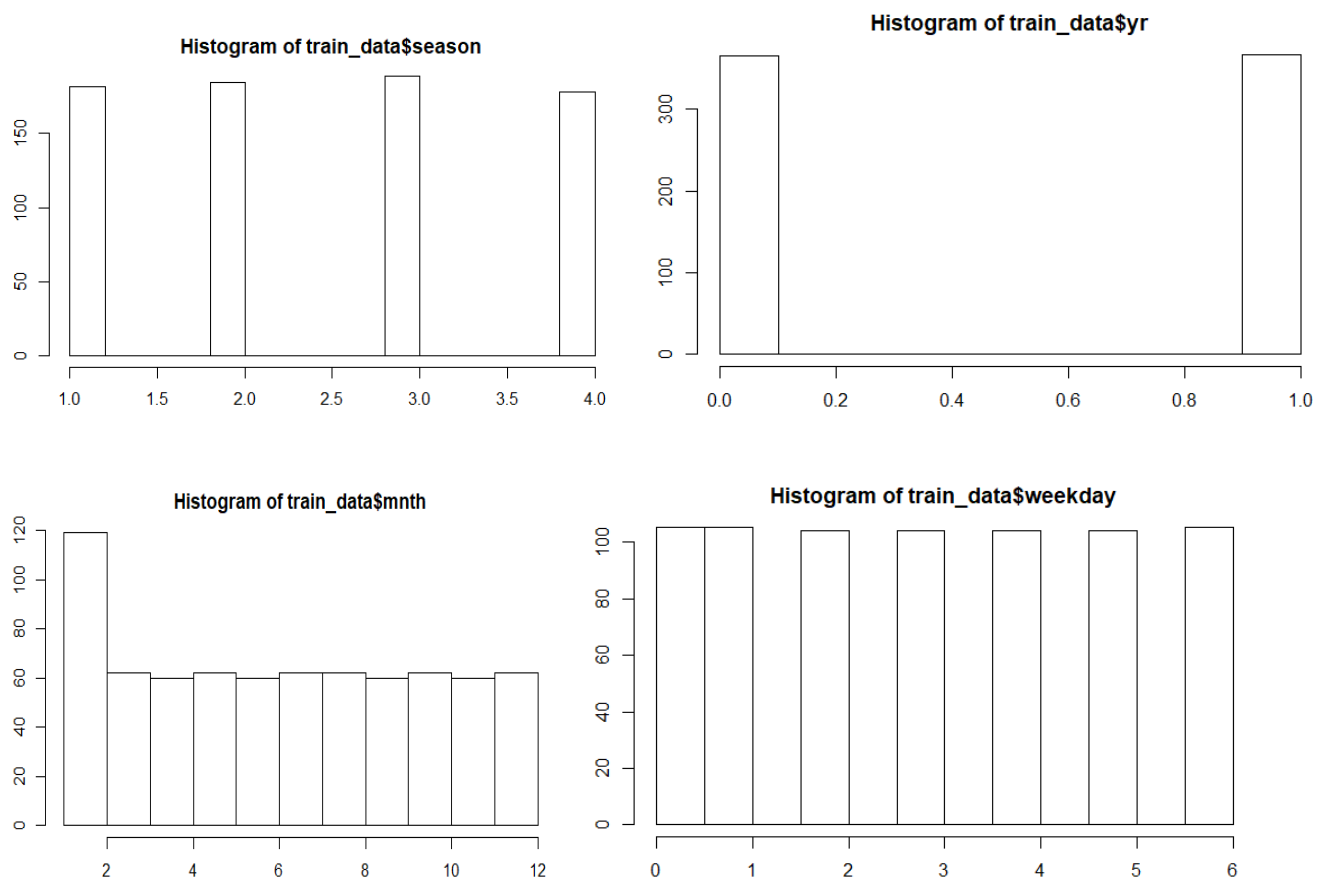 Histogram of train_data$season
150
100
50
0
1.0 1.5 2.0 2.5 3.0 3.5 4.0
Histogram of train_data$yr
300
200
100
0
0.0 0.2 0.4 0.6 0.8 1.0
Histogram of train_data$mnth
120
100
80
60
40
20
0
2 4 6 8 10 12
Histogram of train_data$weekday
100
80
60
40
20
0
0 1 2 3 4 5 6